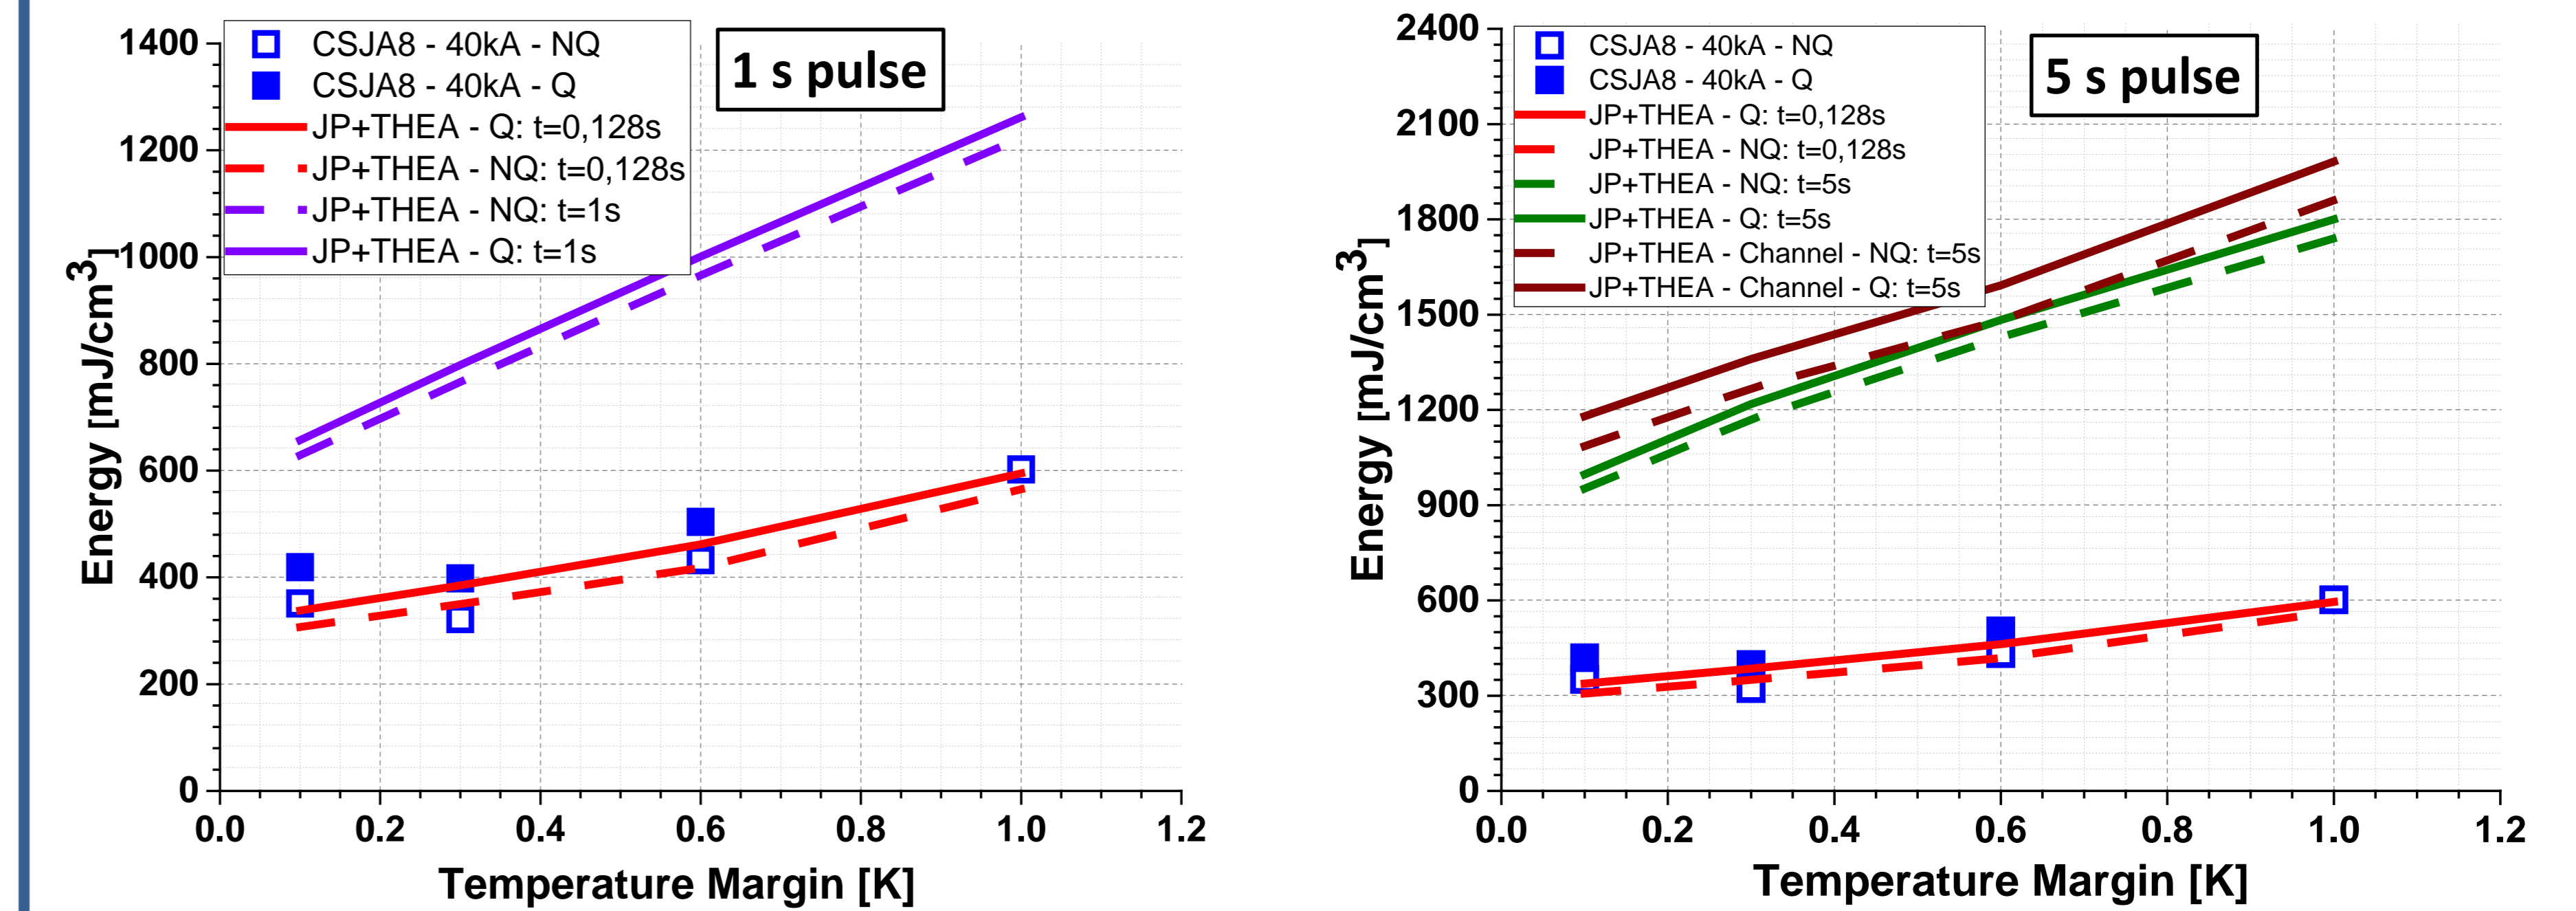 1400
1200
1000
800
600
400
200
0
Energy [mJ/cm³]
CSJA8 - 40kA - NQ
CSJA8 - 40kA - Q
JP+THEA - Q: t=0,128s
JP+THEA - NQ: t=0,128s
JP+THEA - NQ: t=1s
JP+THEA - Q: t=1s
1 s pulse
0.0 0.2 0.4 0.6 0.8 1.0 1.2
Temperature Margin [K]
2400
2100
1800
1500
1200
900
600
300
0
Energy [mJ/cm³]
CSJA8 - 40kA - NQ
CSJA8 - 40kA - Q
JP+THEA - Q: t=0,128s
JP+THEA - NQ: t=0,128s
JP+THEA - NQ: t=5s
JP+THEA - Q: t=5s
JP+THEA - Channel - NQ: t=5s
JP+THEA - Channel - Q: t=5s
5 s pulse
0.0 0.2 0.4 0.6 0.8 1.0 1.2
Temperature Margin [K]